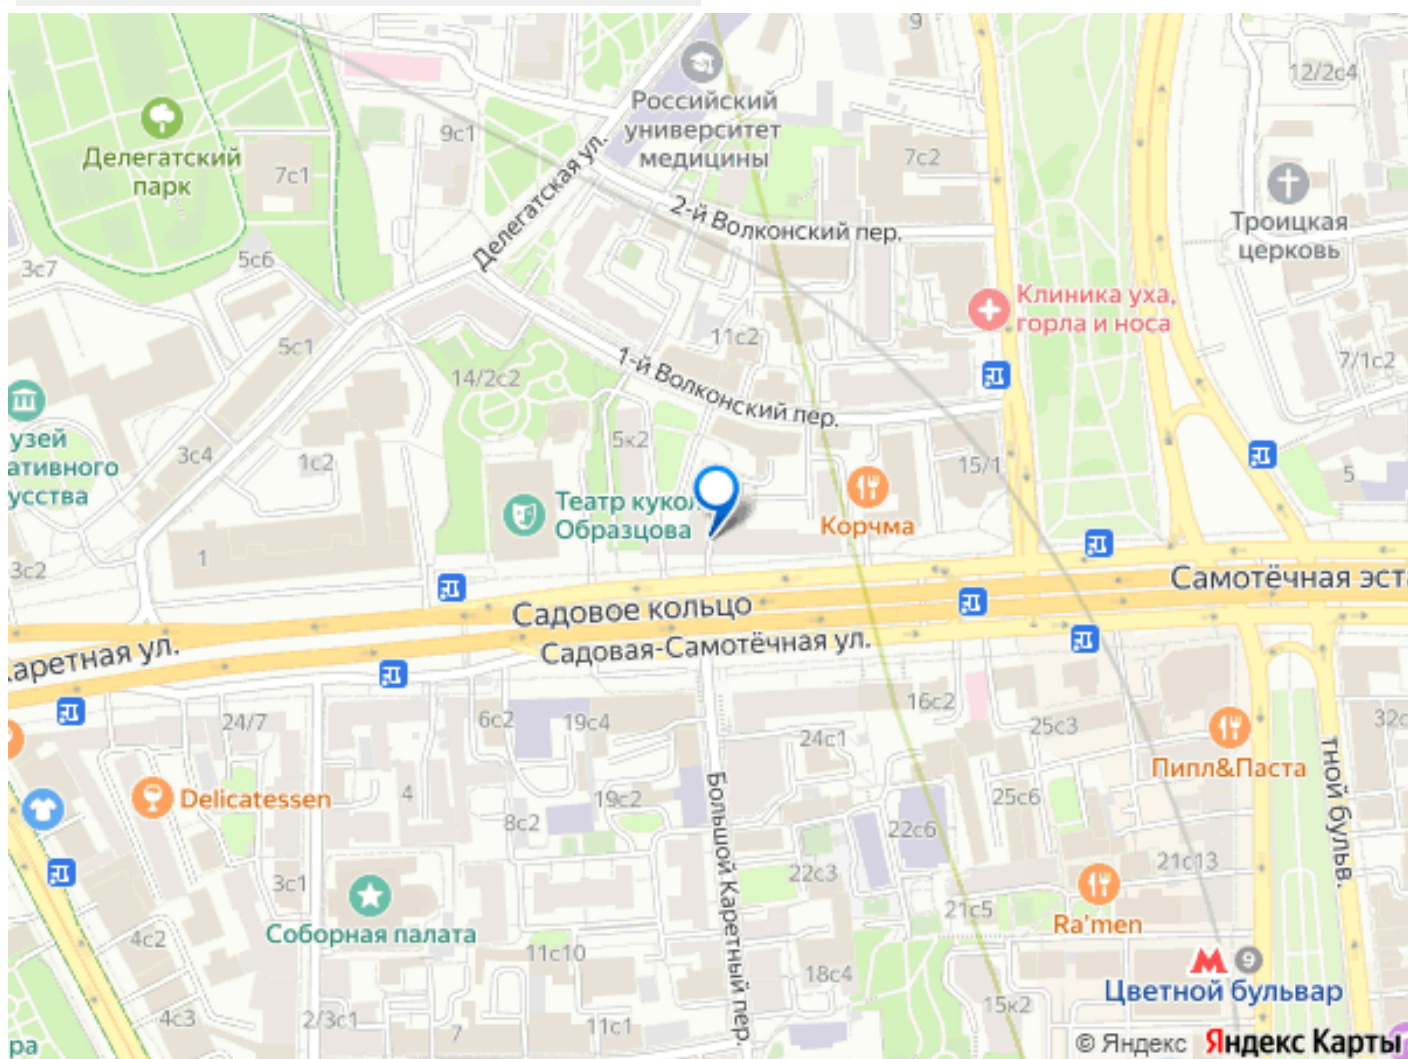 9
12/2с4
Российский
университет
медицины
9с1
Делегатский
парк
7с1
7с2
Делегатская ул.
2-й Волконский пер.
Троицкая
церковь
5с6
3с7
Клиника уха,
горла и носа
11с2
5с1
1-й Волконский пер.
7/1с2
14/2с2
узей
ативного
усства
3с4
1с2
5к2
15/1
5
Театр кукол
Образцова
Корчма
1
3с2
Самотёчная эста
Садовое кольцо
Садовая-Самотёчная ул.
Каретная ул.
24/7
6с2
19с4
16с2
25с3
32с
24с1
Пипл&Паста
тной бульв.
Delicatessen
4
19с2
25с6
8с2
22с6
Большой Каретный пер.
21с13
22с3
3с1
21с5
Ra'men
Соборная палата
4с2
11с10
18с4
9
Цветной бульвар
15к2
4с3
2/3с1
7
11с1
ра
© Яндекс Яндекс Карты